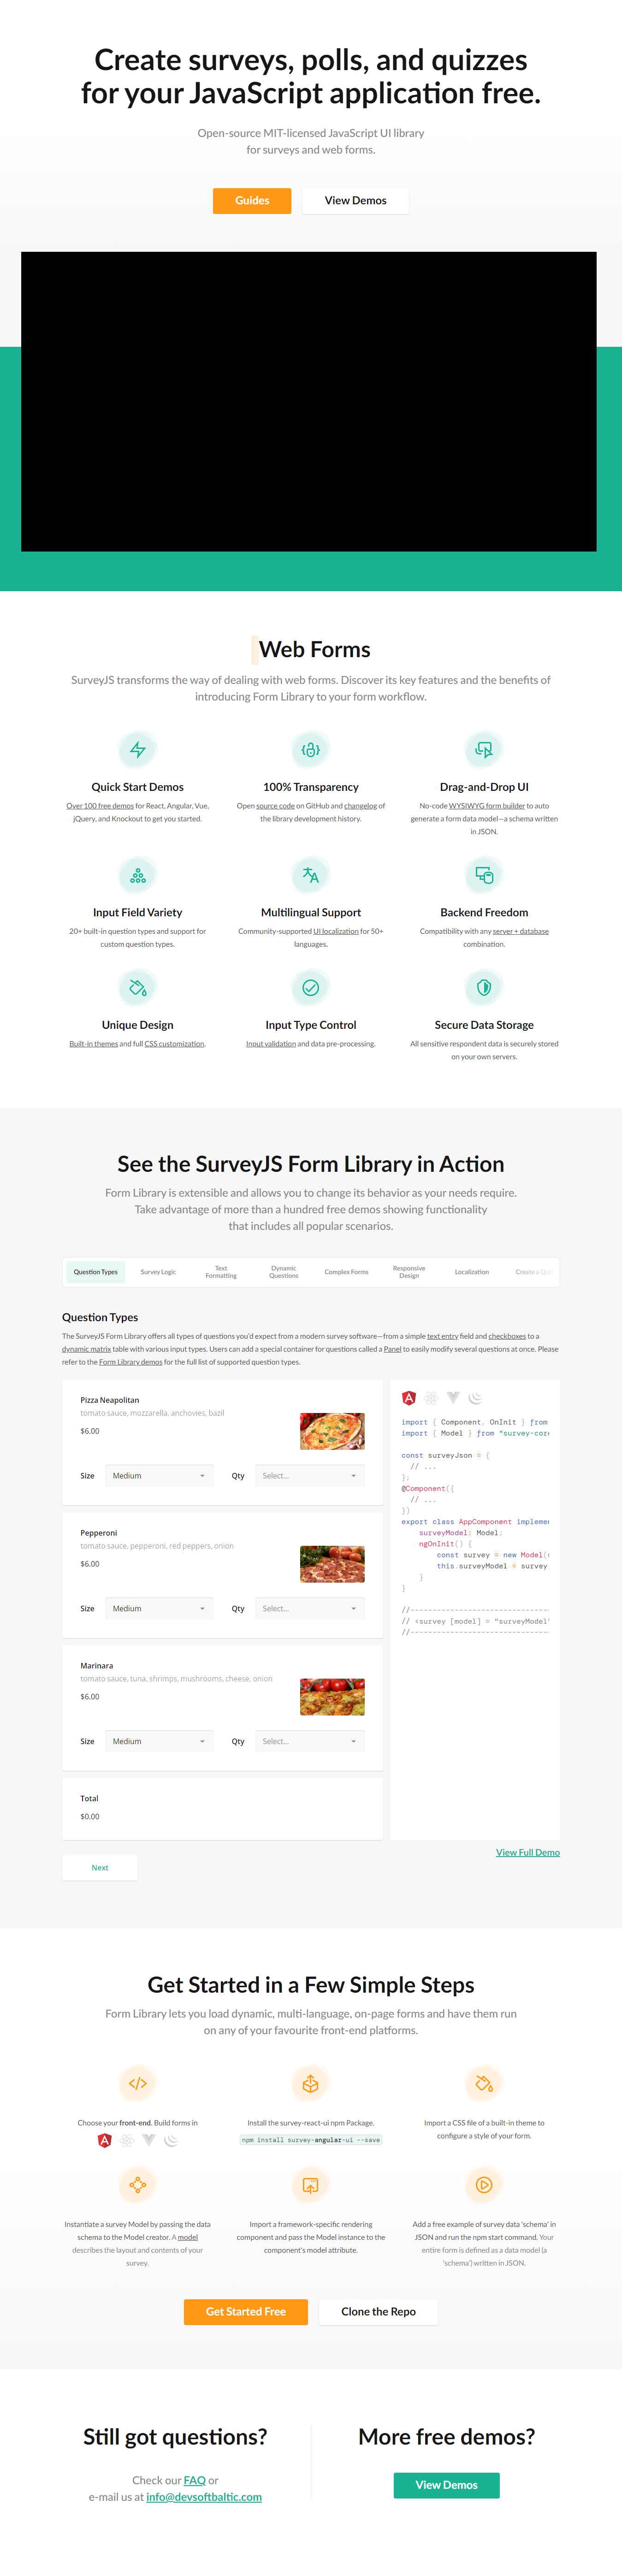 Create surveys, polls, and quizzes
for your JavaScript application free.
Open-source MIT-licensed JavaScript UI library
for surveys and web forms.
Guides
View Demos
Web Forms
SurveyJS transforms the way of dealing with web forms. Discover its key features and the benefits of
introducing Form Library to your form workflow.
Quick Start Demos
Over 100 free demos for React, Angular, Vue,
jQuery, and Knockout to get you started.
100% Transparency
Open source code on GitHub and changelog of
the library development history.
Drag-and-Drop UI
No-code WYSIWYG form builder to auto
generate a form data model—a schema written
in JSON.
Input Field Variety
20+ built-in question types and support for
custom question types.
Multilingual Support
Community-supported UI localization for 50+
languages.
Backend Freedom
Compatibility with any server + database
combination.
Unique Design
Built-in themes and full CSS customization.
Input Type Control
Input validation and data pre-processing.
Secure Data Storage
All sensitive respondent data is securely stored
on your own servers.
See the SurveyJS Form Library in Action
Form Library is extensible and allows you to change its behavior as your needs require.
Take advantage of more than a hundred free demos showing functionality
that includes all popular scenarios.
Question Types
Survey Logic
Text
Formatting
Dynamic
Questions
Complex Forms
Responsive
Design
Localization
Create a
Question Types
The SurveyJS Form Library offers all types of questions you'd expect from a modern survey software—from a simple text entry field and checkboxes to a
dynamic matrix table with various input types. Users can add a special container for questions called a Panel to easily modify several questions at once. Please
refer to the Form Library demos for the full list of supported question types.
Pizza Neapolitan
tomato sauce, mozzarella, anchovies, bazil
$6.00
Size
Medium
Qty
Select...
Pepperoni
tomato sauce, pepperoni, red peppers, onion
$6.00
Size
Medium
Qty
Select...
Marinara
tomato sauce, tuna, shrimps, mushrooms, cheese, onion
$6.00
Size
Medium
Qty
Select...
Total
$0.00
Next
import { Component, OnInit } from
import { Model } from "survey-core
const surveyJson = {
// ...
};
@Component({
// ...
})
export class AppComponent implemen
surveyModel: Model;
ngOnInit() {
const survey = new Model(s
this.surveyModel = survey
}
}
//---------------------------------
// <survey [model] = "surveyModel"
//---------------------------------
View Full Demo
Get Started in a Few Simple Steps
Form Library lets you load dynamic, multi-language, on-page forms and have them run
on any of your favourite front-end platforms.
Choose your front-end. Build forms in
Install the survey-react-ui npm Package.
npm install survey-angular-ui --save
Import a CSS file of a built-in theme to
configure a style of your form.
Instantiate a survey Model by passing the data
schema to the Model creator. A model
describes the layout and contents of your
survey.
Import a framework-specific rendering
component and pass the Model instance to the
component's model attribute.
Add a free example of survey data 'schema' in
JSON and run the npm start command. Your
entire form is defined as a data model (a
'schema') written in JSON.
Get Started Free
Clone the Repo
Still got questions?
Check our FAQ or
e-mail us at info@devsoftbaltic.com
More free demos?
View Demos